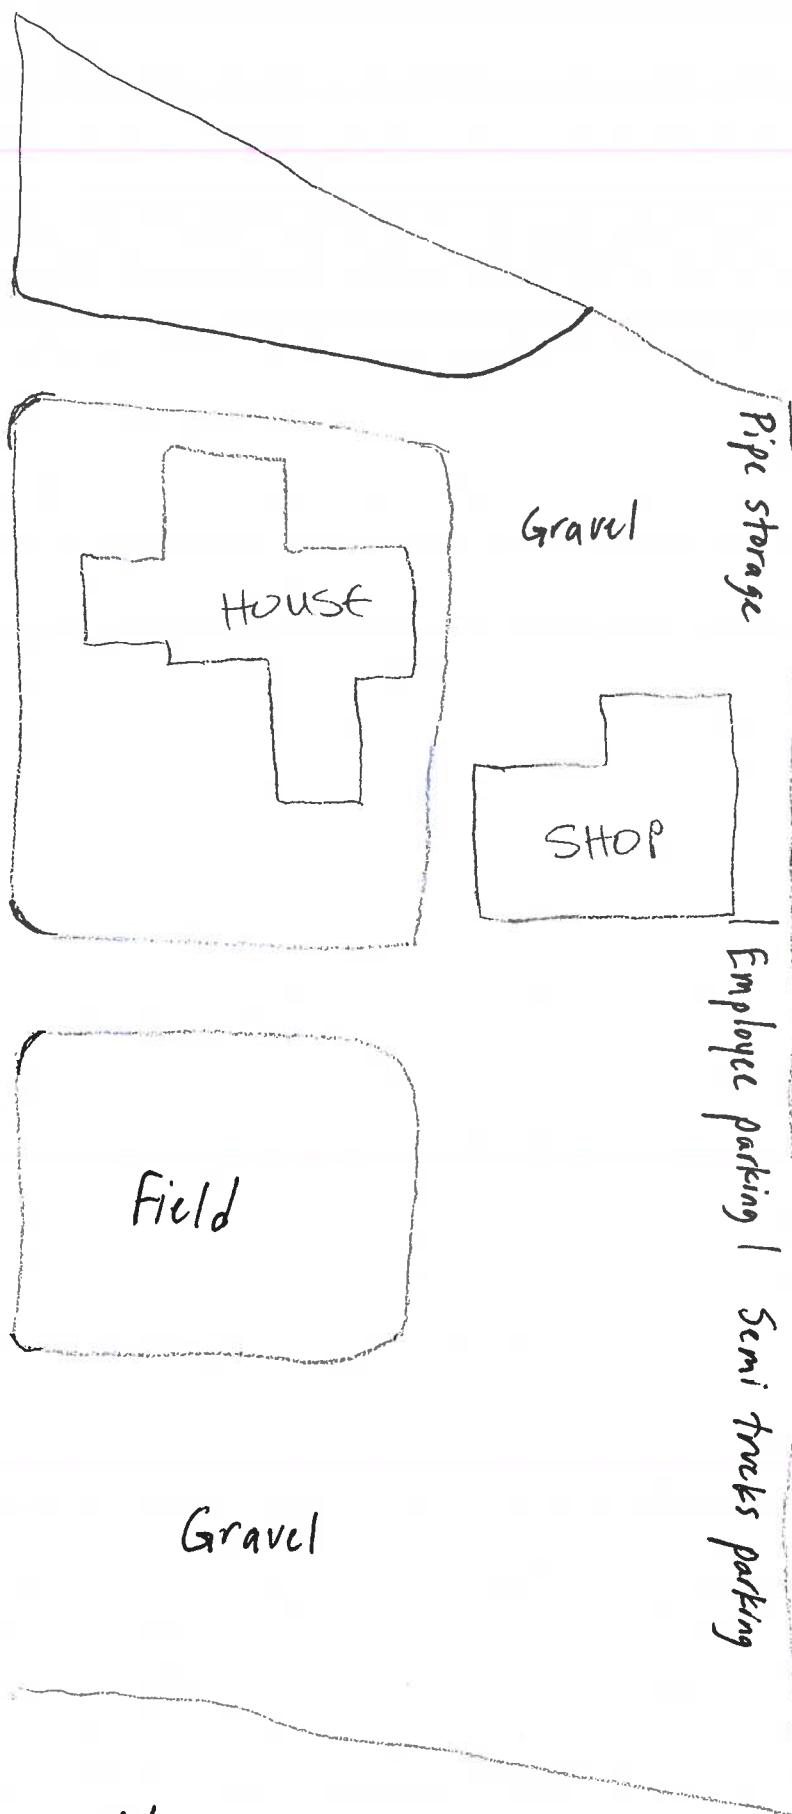 Pipe storage
Gravel
HOUSE
SHOP
Employee parking
Field
Semi trucks parking
Gravel